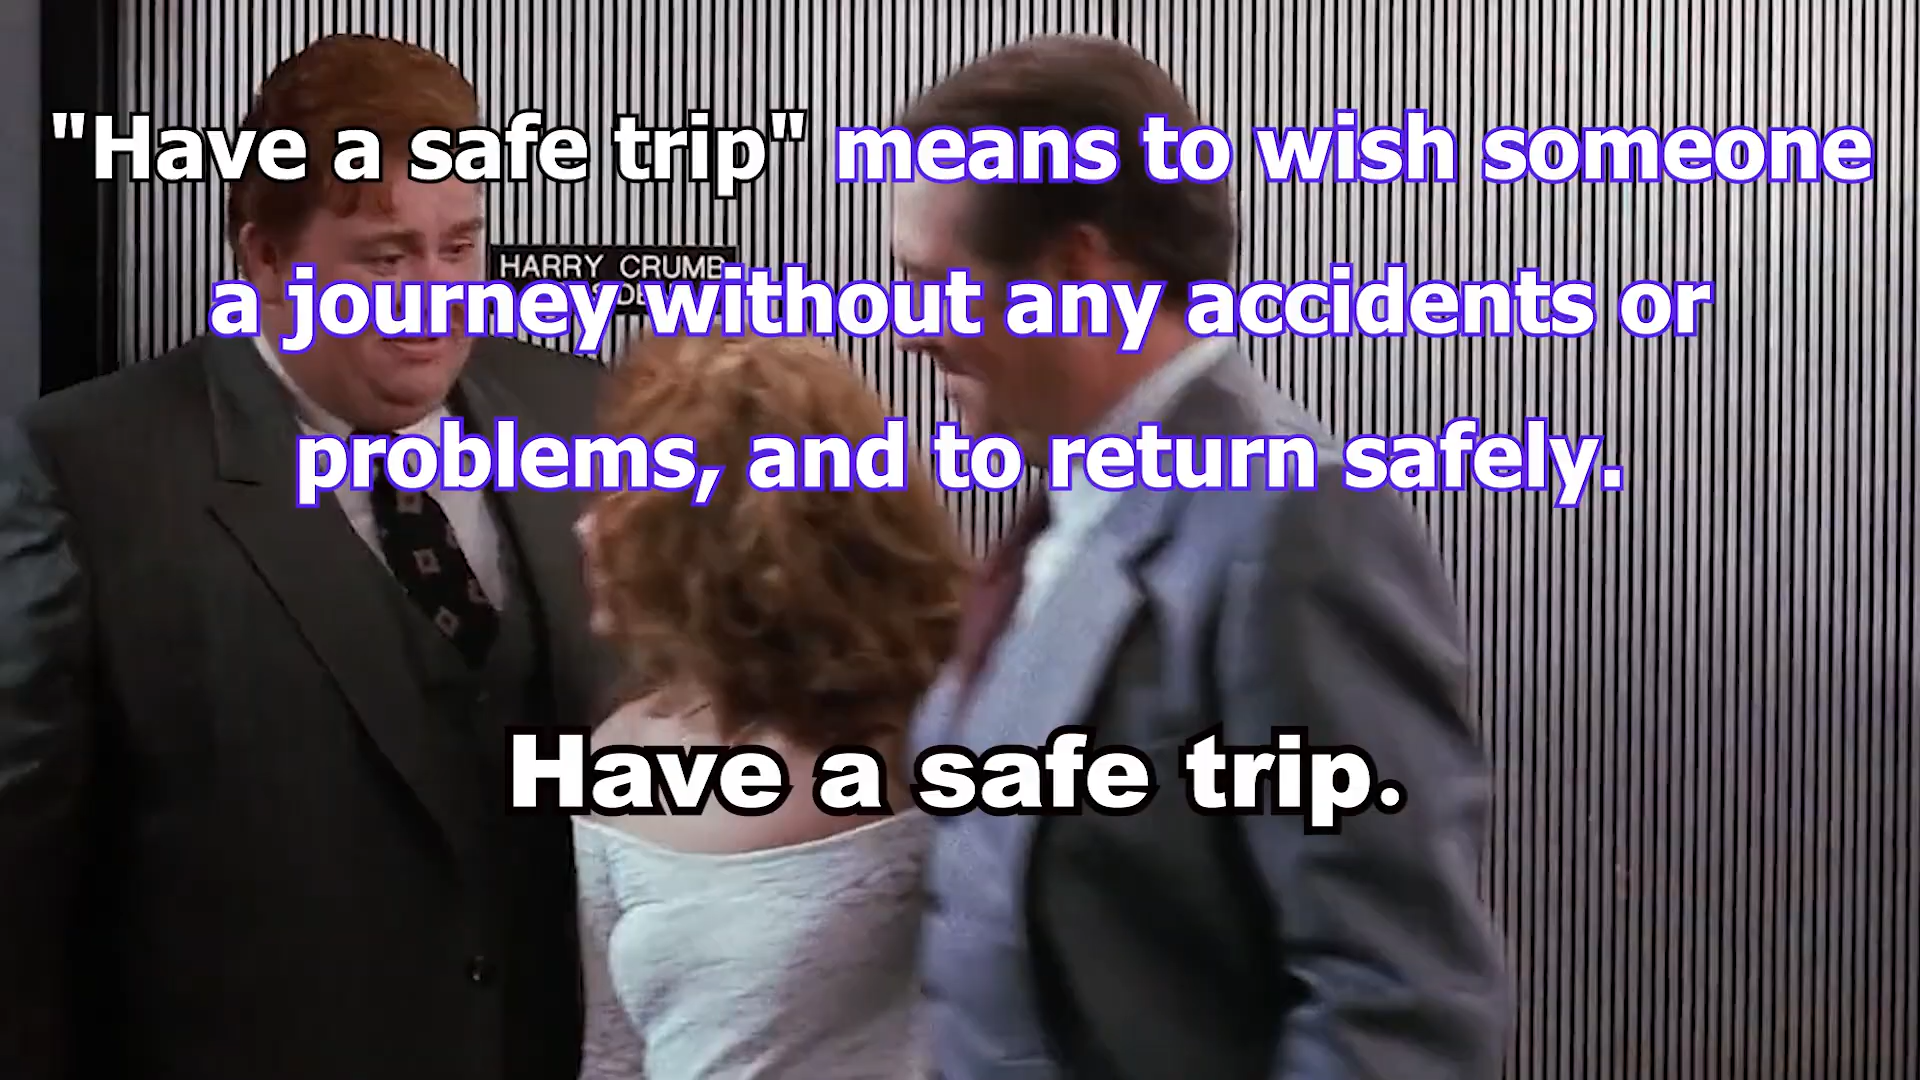 "Have a safe trip" means to wish someone
HARRY CRUMB
a journey without any accidents or
problems, and to return safely.
Have a safe trip.